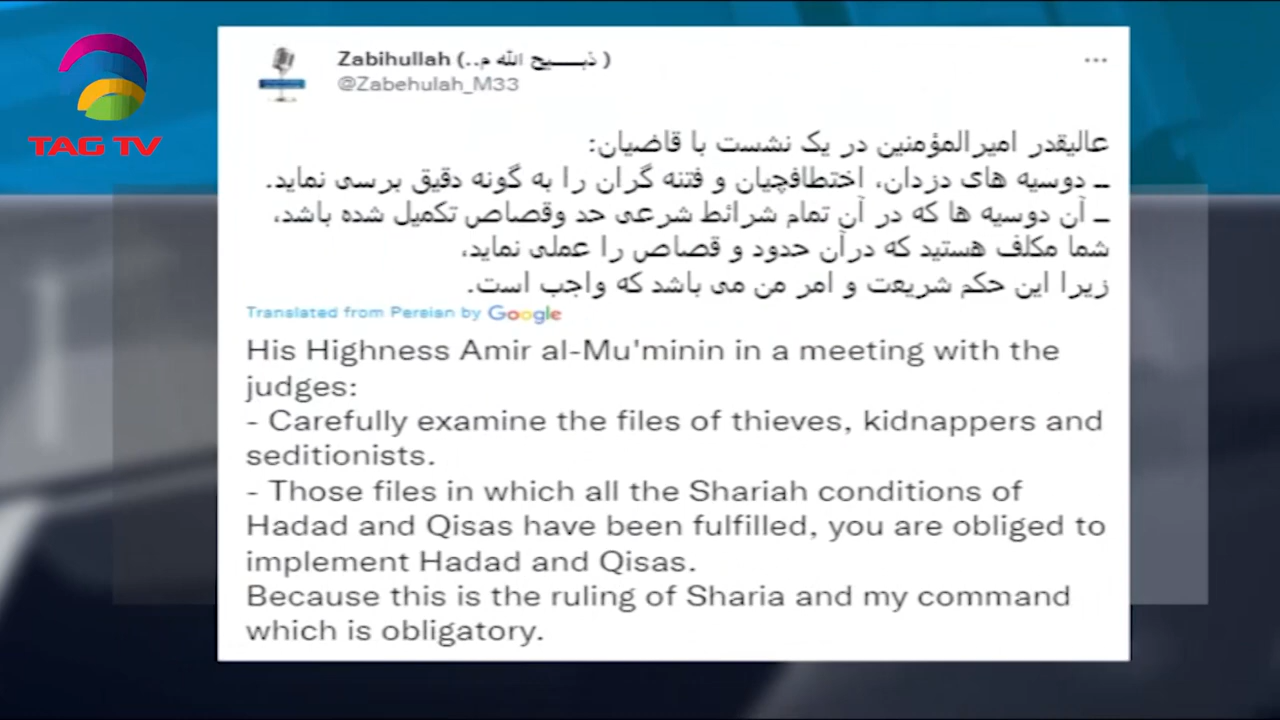 TAG TV
Zabihullah (..ذبـــيح الله م )
@Zabehulah_M33
عالیقدر امیرالمؤمنین در یک نشست با قاضیان:
ــ دوسیه های دزدان، اختطافچیان و فتنه گران را به گونه دقیق برسی نماید.
ــ آن دوسیه ها که در آن تمام شرائط شرعی حد وقصاص تکمیل شده باشد،
شما مکلف هستید که درآن حدود و قصاص را عملی نماید،
زیرا این حکم شریعت و امر من می باشد که واجب است.
Translated from Persian by Google
His Highness Amir al-Mu'minin in a meeting with the
judges:
- Carefully examine the files of thieves, kidnappers and
seditionists.
- Those files in which all the Shariah conditions of
Hadad and Qisas have been fulfilled, you are obliged to
implement Hadad and Qisas.
Because this is the ruling of Sharia and my command
which is obligatory.